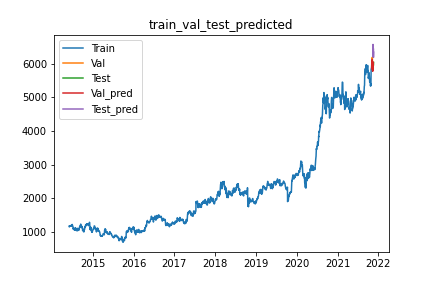 train_val_test_predicted
Train
Val
Test
Val_pred
Test_pred
6000
5000
4000
3000
2000
1000
2015 2016 2017 2018 2019 2020 2021 2022